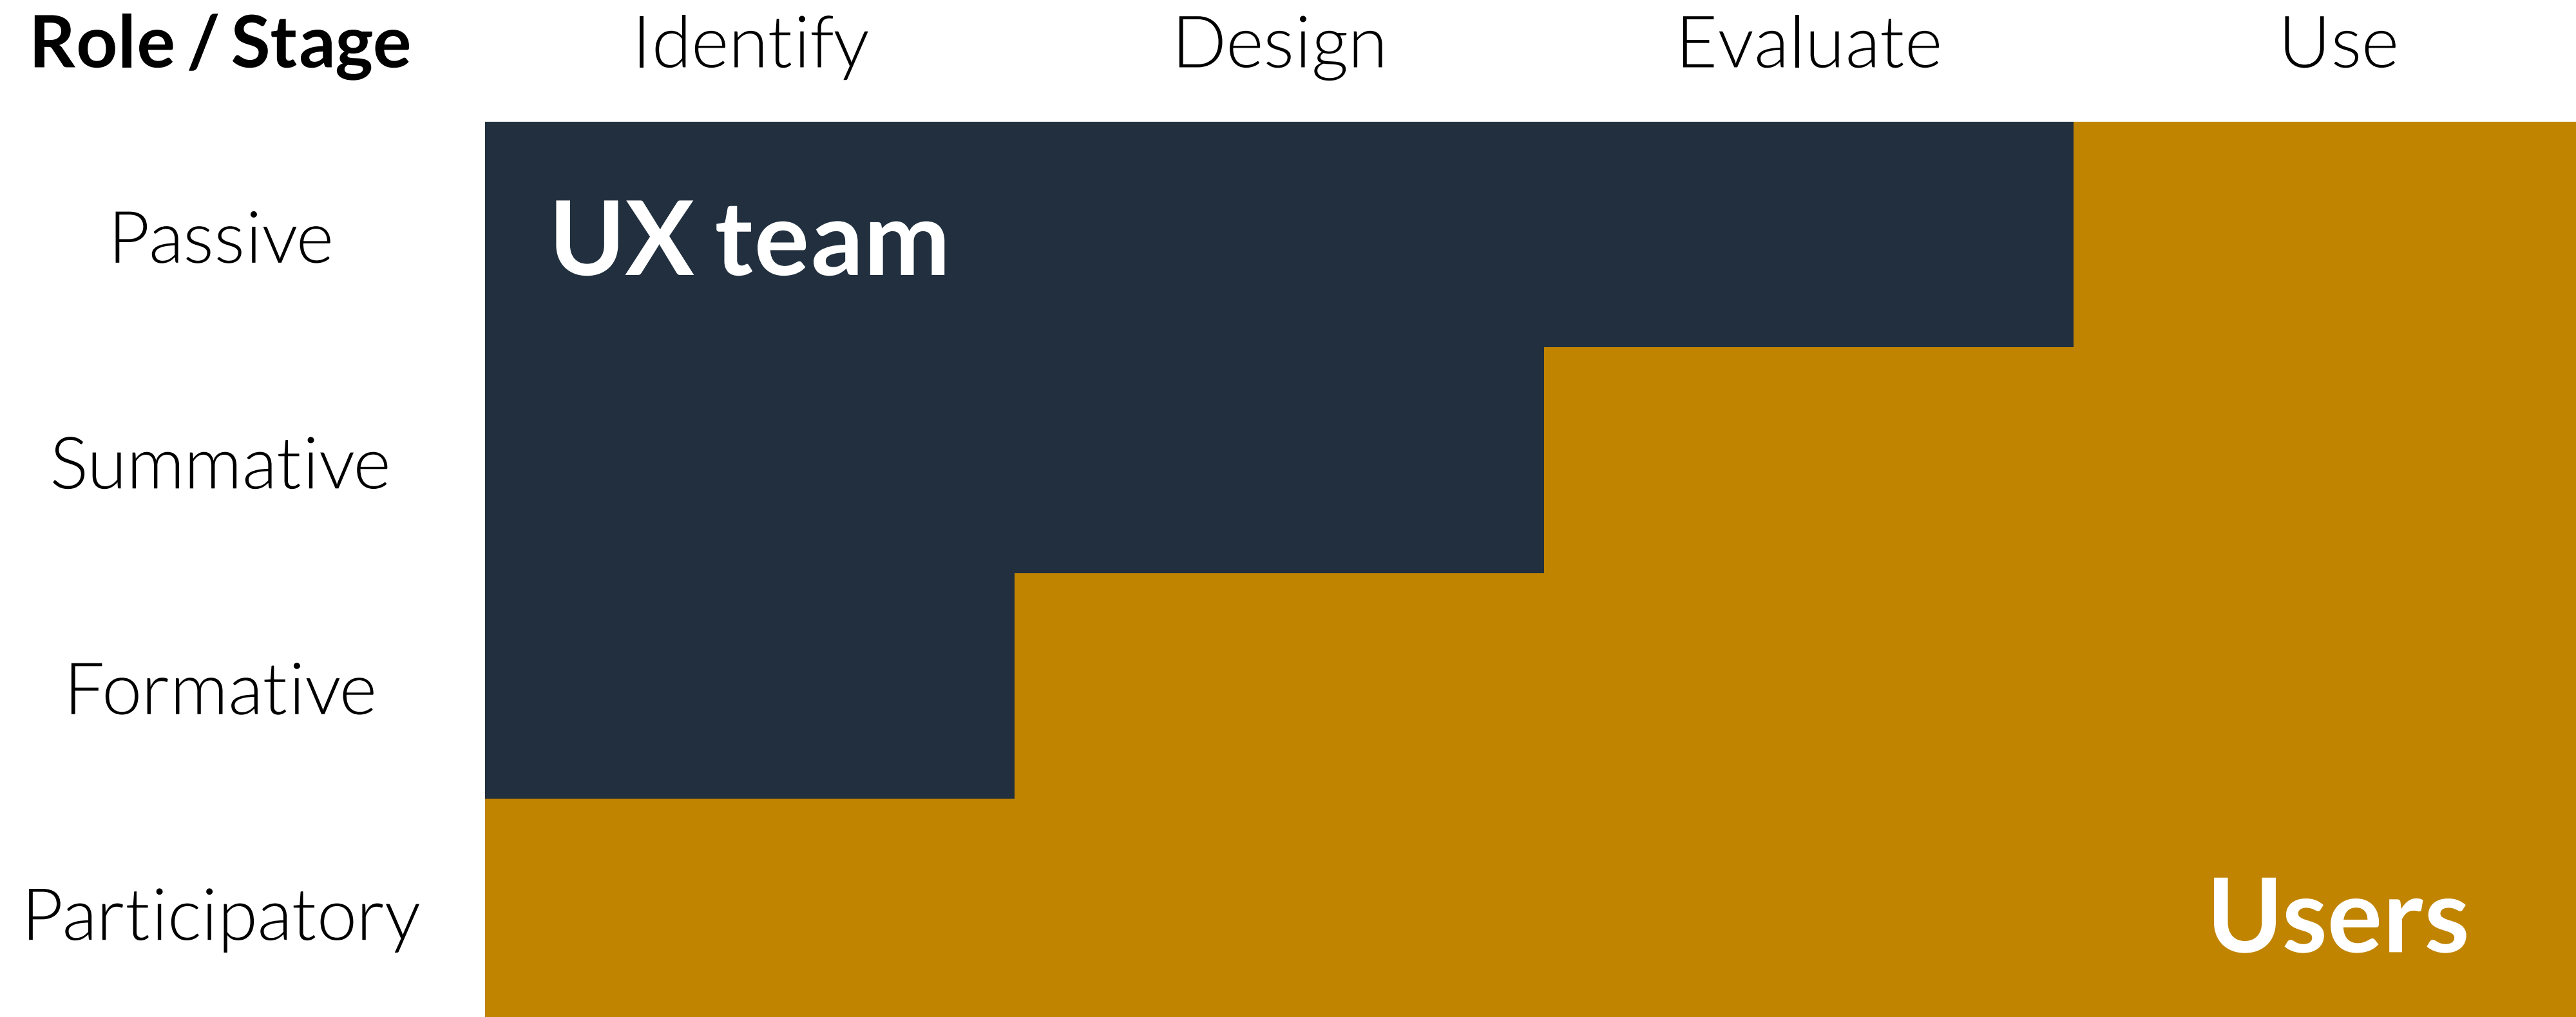 Role / Stage Identify Design Evaluate Use
Passive UX team
Summative
Formative
Participatory Users